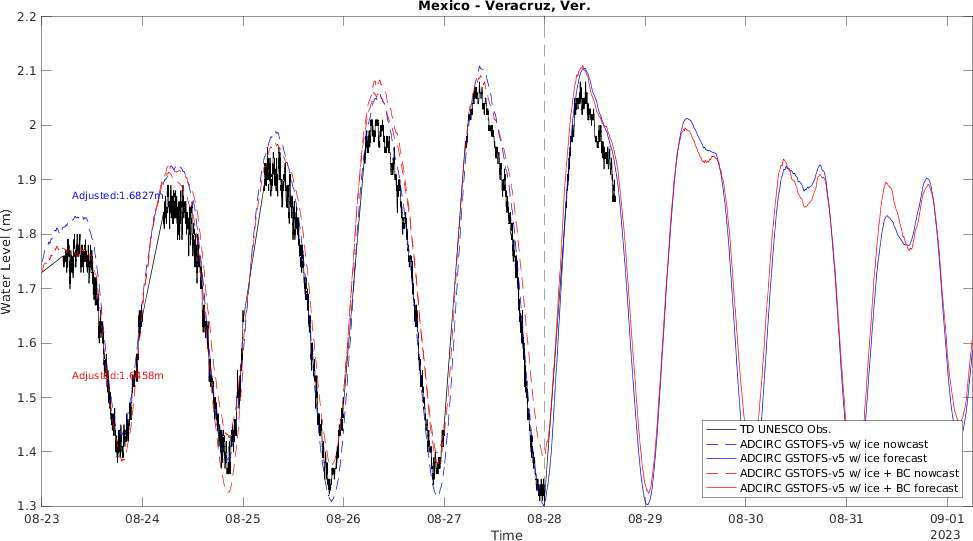 Mexico - Veracruz, Ver.
2.2
2.1
2
1.9
1.8
1.7
1.6
1.5
1.4
1.3
Water Level (m)
Adjusted:1.6827m
Adjusted:1.6458m
TD UNESCO Obs.
ADCIRC GSTOFS-v5 w/ ice nowcast
ADCIRC GSTOFS-v5 w/ ice forecast
ADCIRC GSTOFS-v5 w/ ice + BC nowcast
ADCIRC GSTOFS-v5 w/ ice + BC forecast
08-23 08-24 08-25 08-26 08-27 08-28 08-29 08-30 08-31 09-01
2023
Time